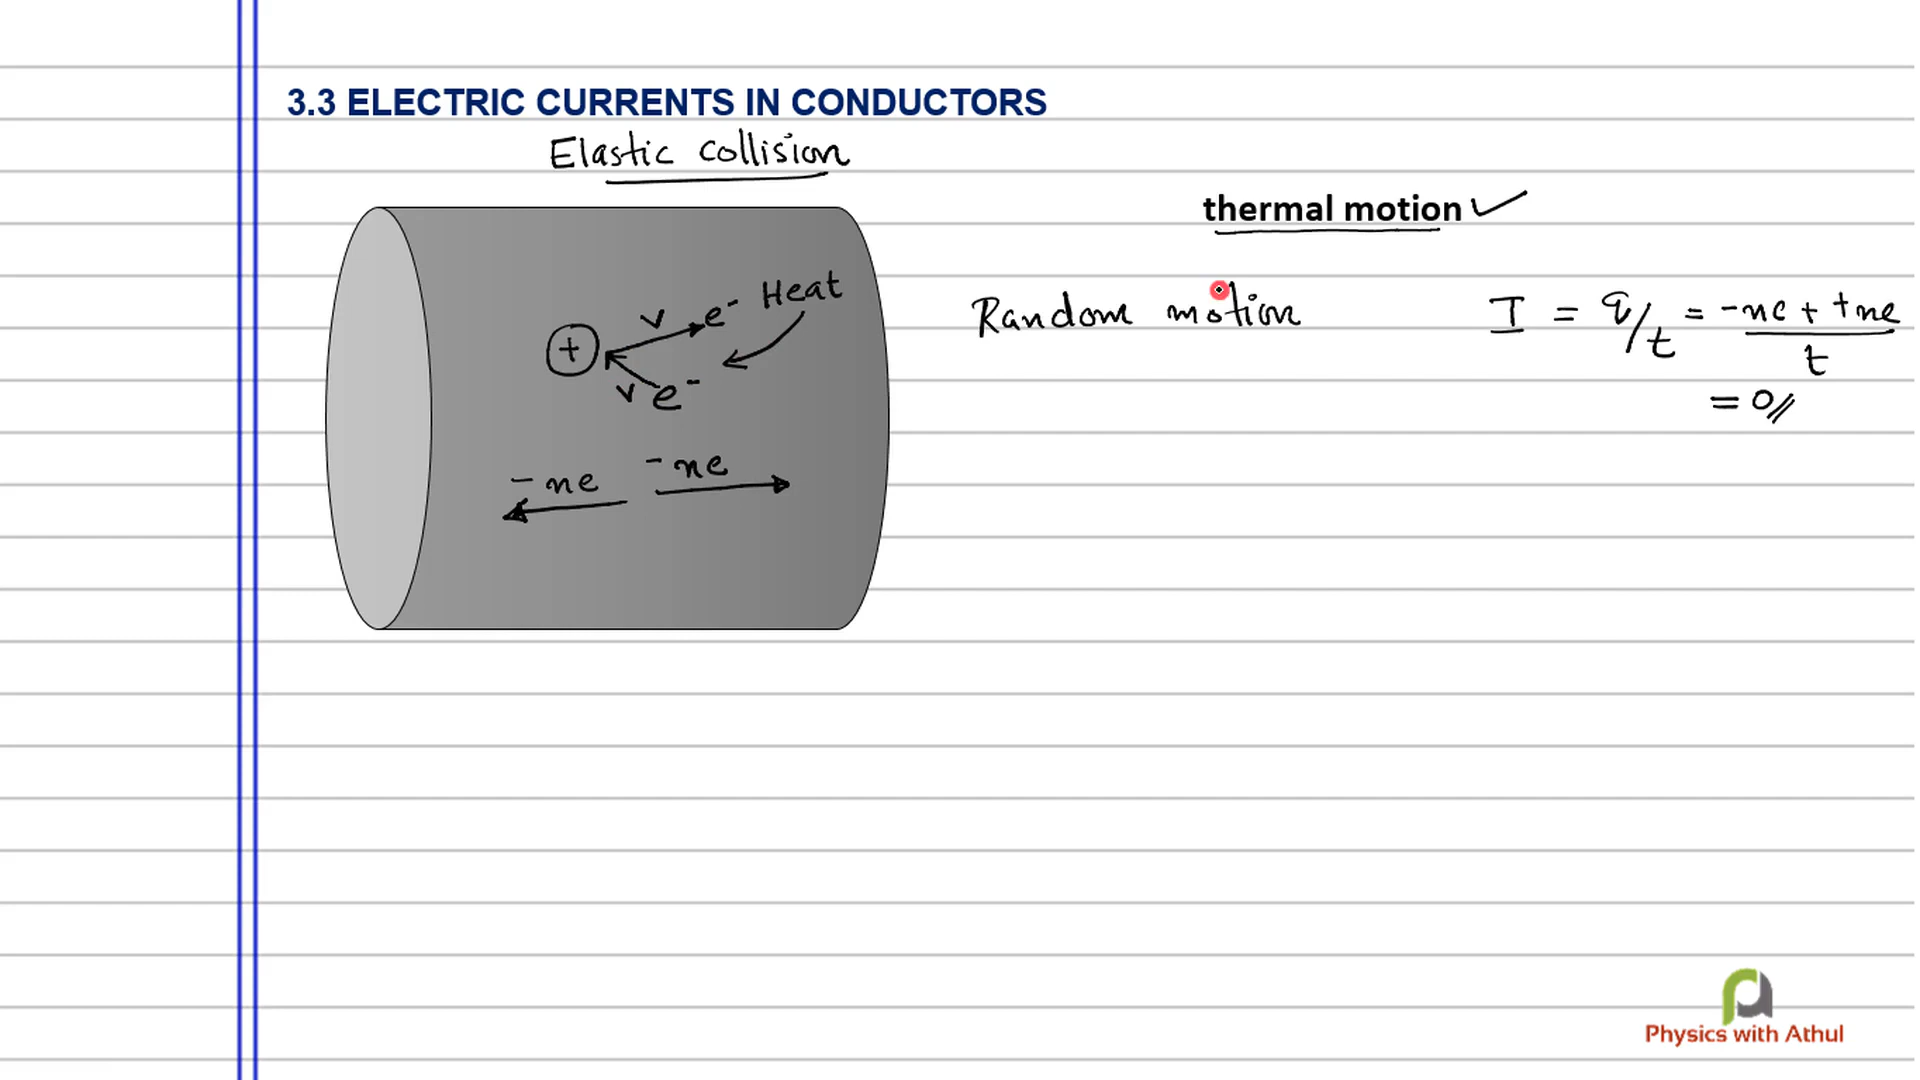 3.3 ELECTRIC CURRENTS IN CONDUCTORS
Elastic collision
thermal motion
Random motion
I = q/t = -ne + +ne / t
= 0//
Heat
v e-
+
v e-
-ne -ne
Physics with Athul